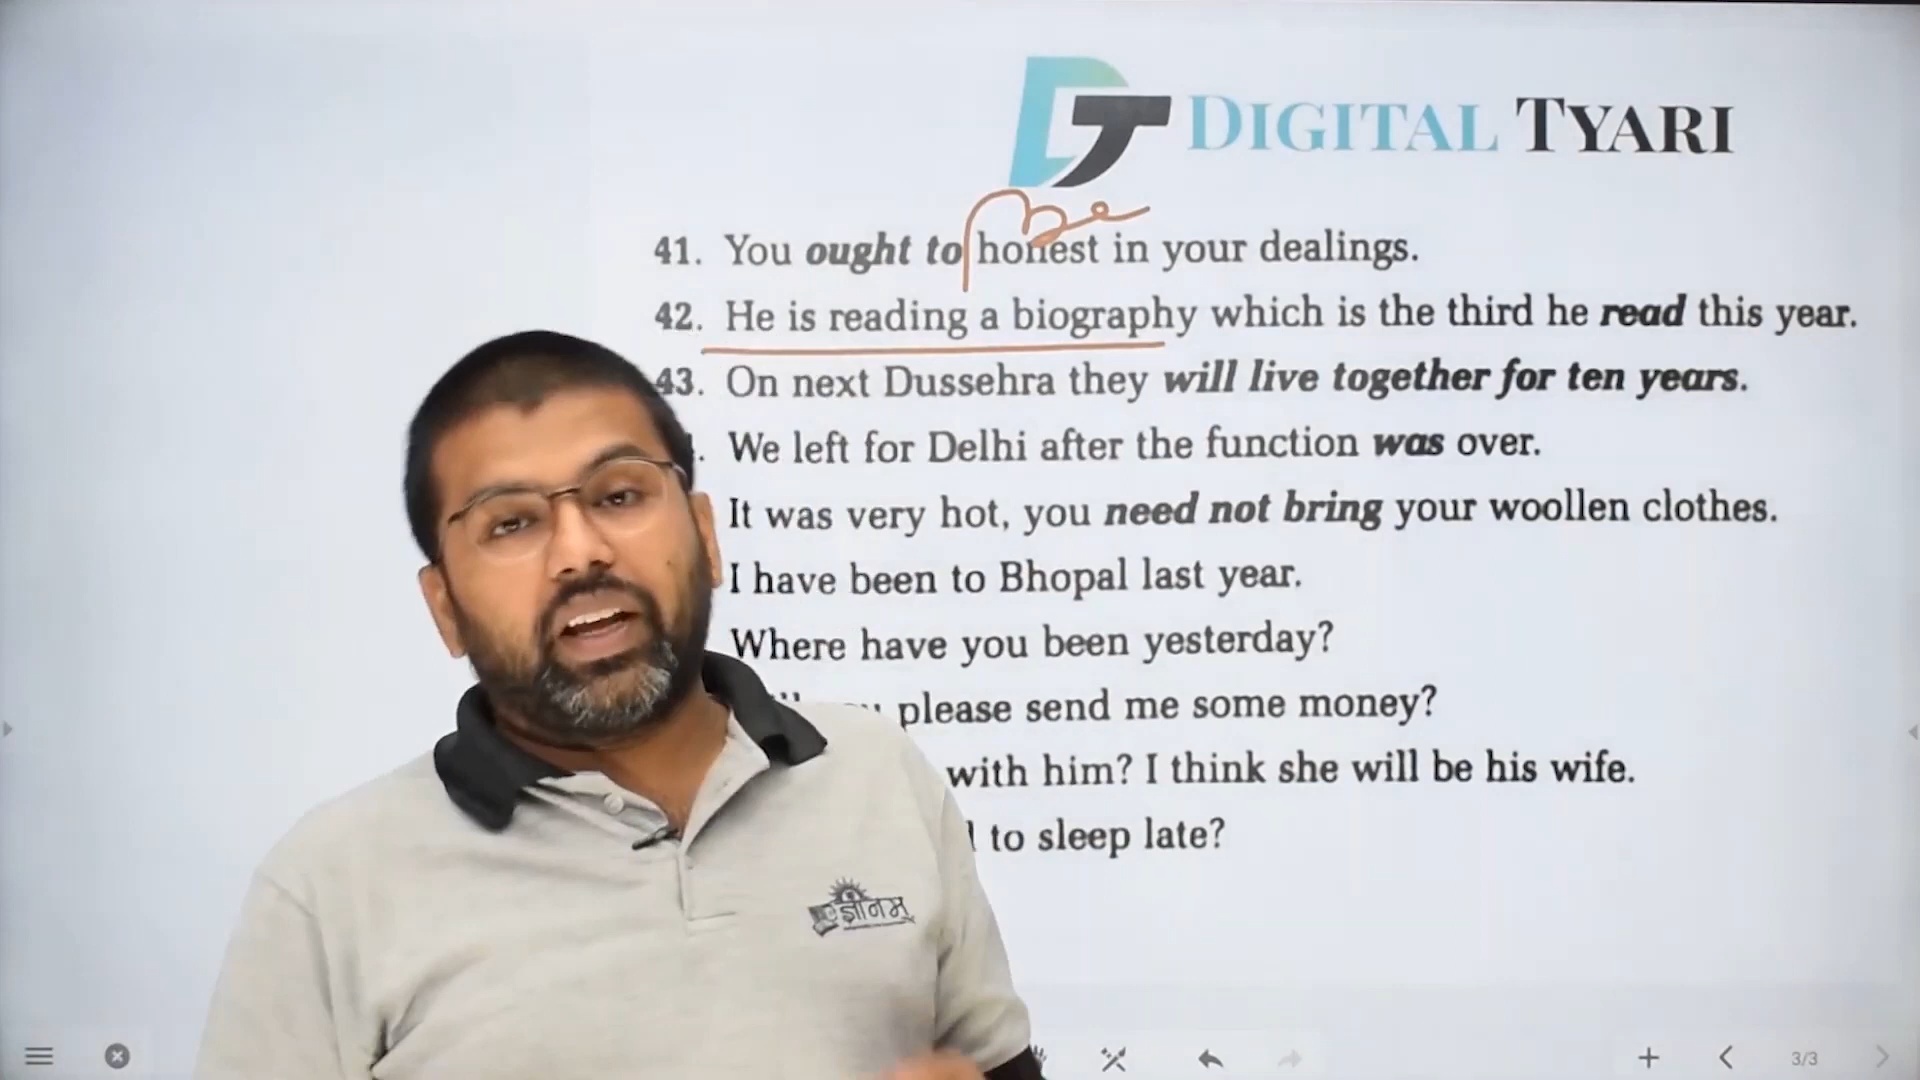 DT DIGITAL TYARI
be
41. You ought to honest in your dealings.
42. He is reading a biography which is the third he read this year.
43. On next Dussehra they will live together for ten years.
We left for Delhi after the function was over.
It was very hot, you need not bring your woollen clothes.
I have been to Bhopal last year.
Where have you been yesterday?
please send me some money?
with him? I think she will be his wife.
to sleep late?
ज्ञानम्
3/3